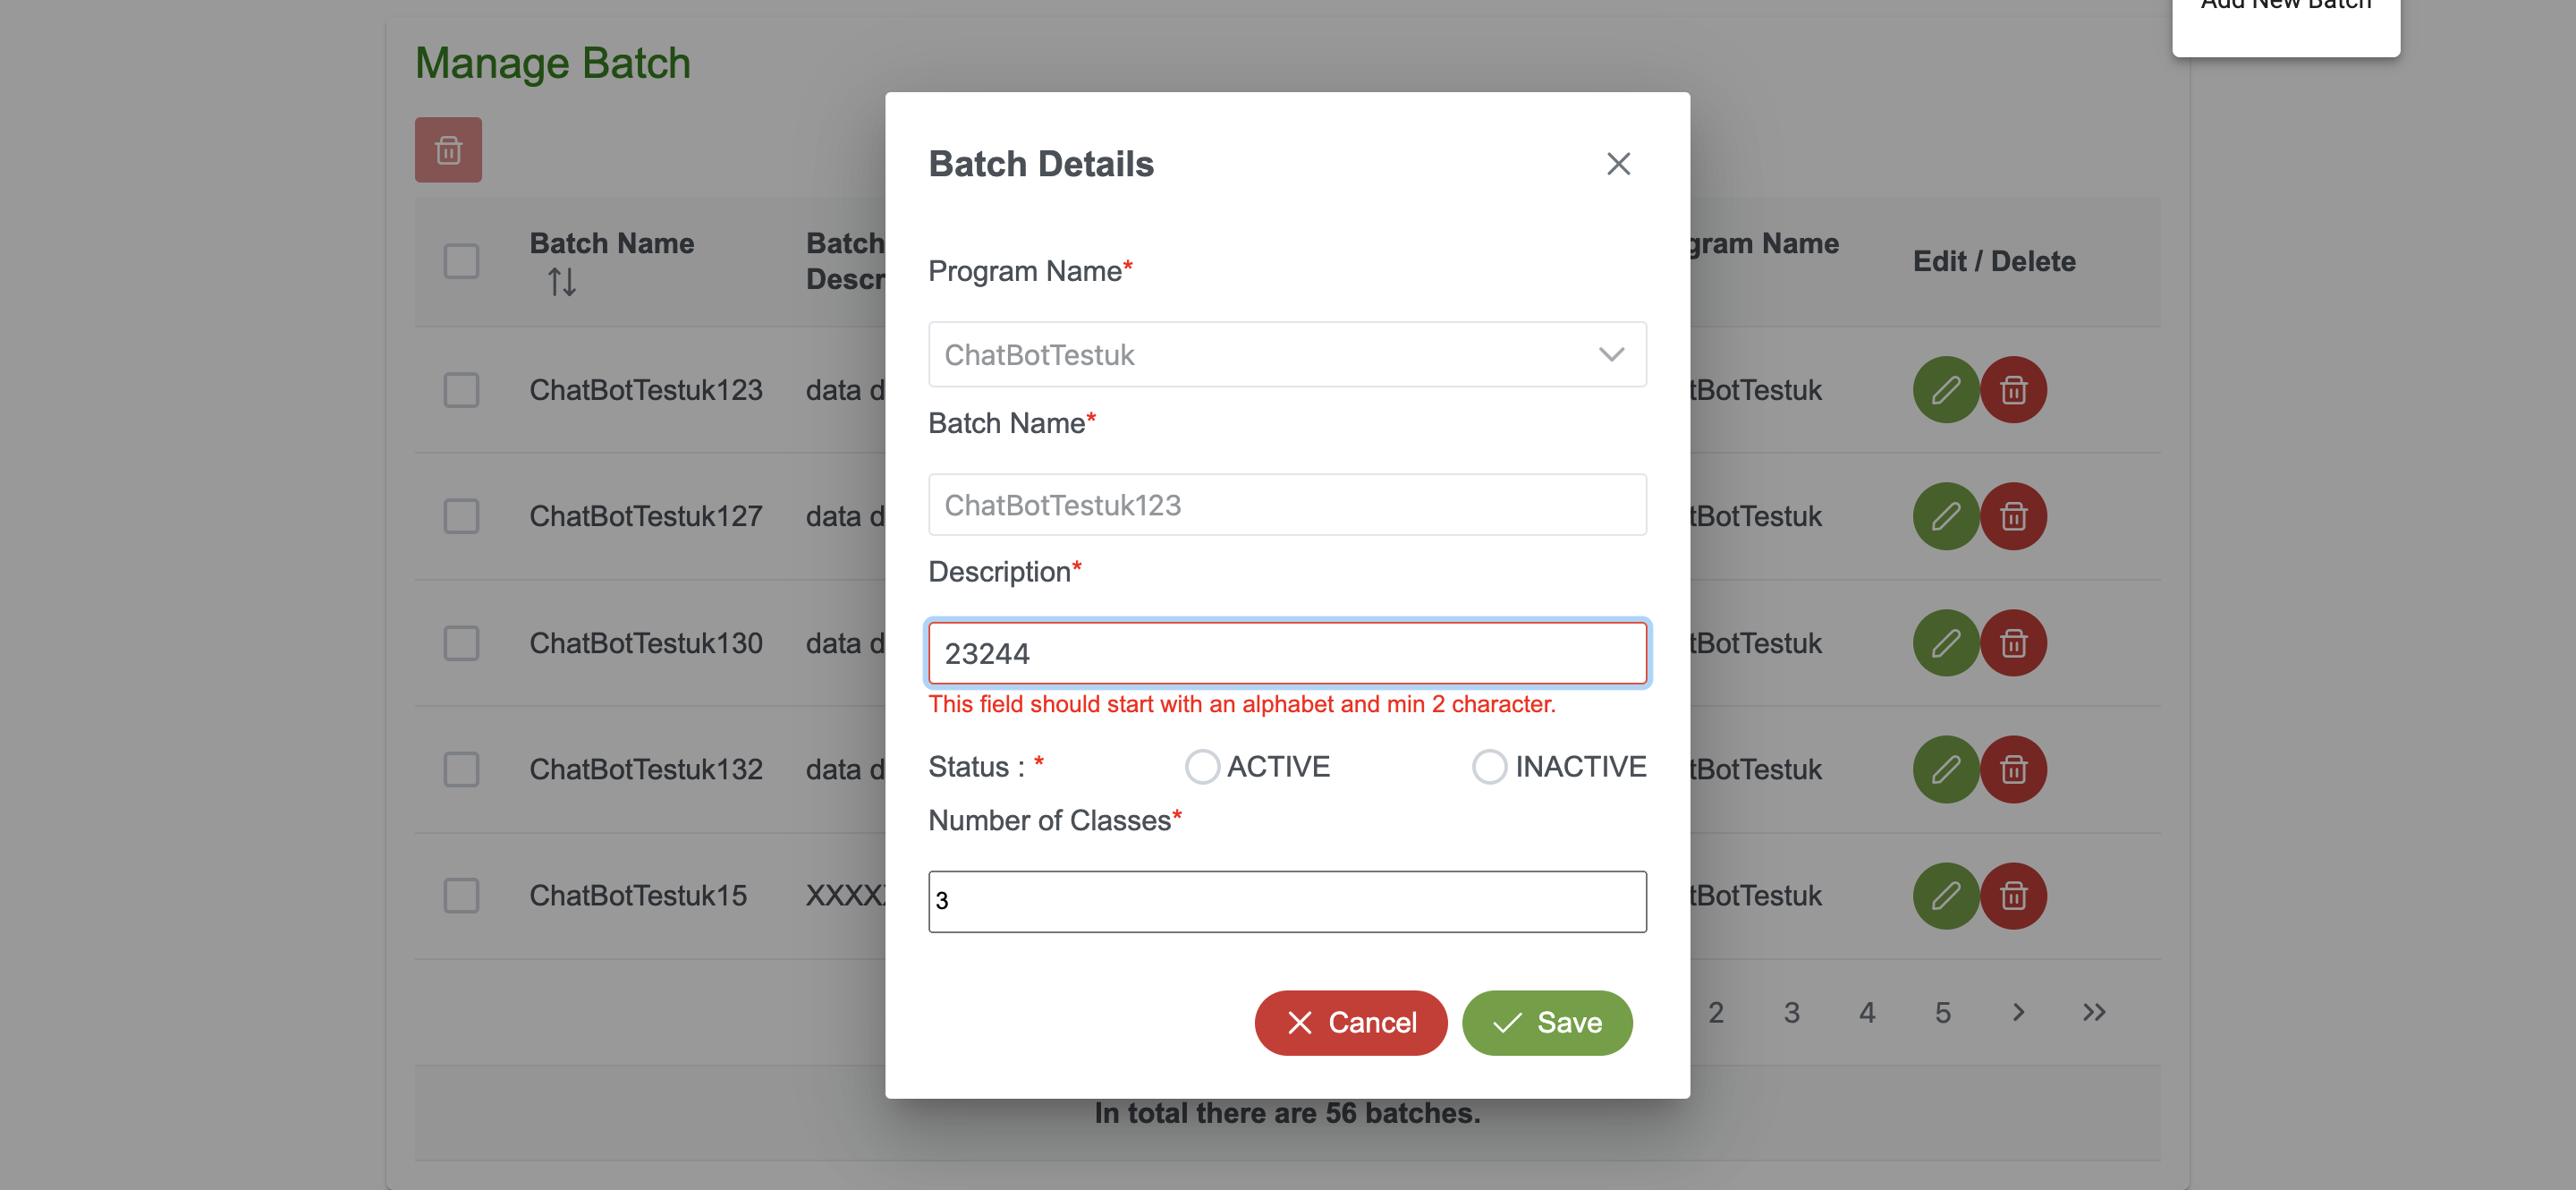 Add New Batch
Manage Batch
Batch Details
Batch Name
Batch
Descr
gram Name
Edit / Delete
Program Name*
ChatBotTestuk
ChatBotTestuk123
data d
tBotTestuk
Batch Name*
ChatBotTestuk123
ChatBotTestuk127
data d
tBotTestuk
Description*
23244
This field should start with an alphabet and min 2 character.
ChatBotTestuk130
data d
tBotTestuk
Status : *
ACTIVE
INACTIVE
ChatBotTestuk132
data d
tBotTestuk
Number of Classes*
3
ChatBotTestuk15
XXXX
tBotTestuk
Cancel
Save
2 3 4 5 > >>
In total there are 56 batches.